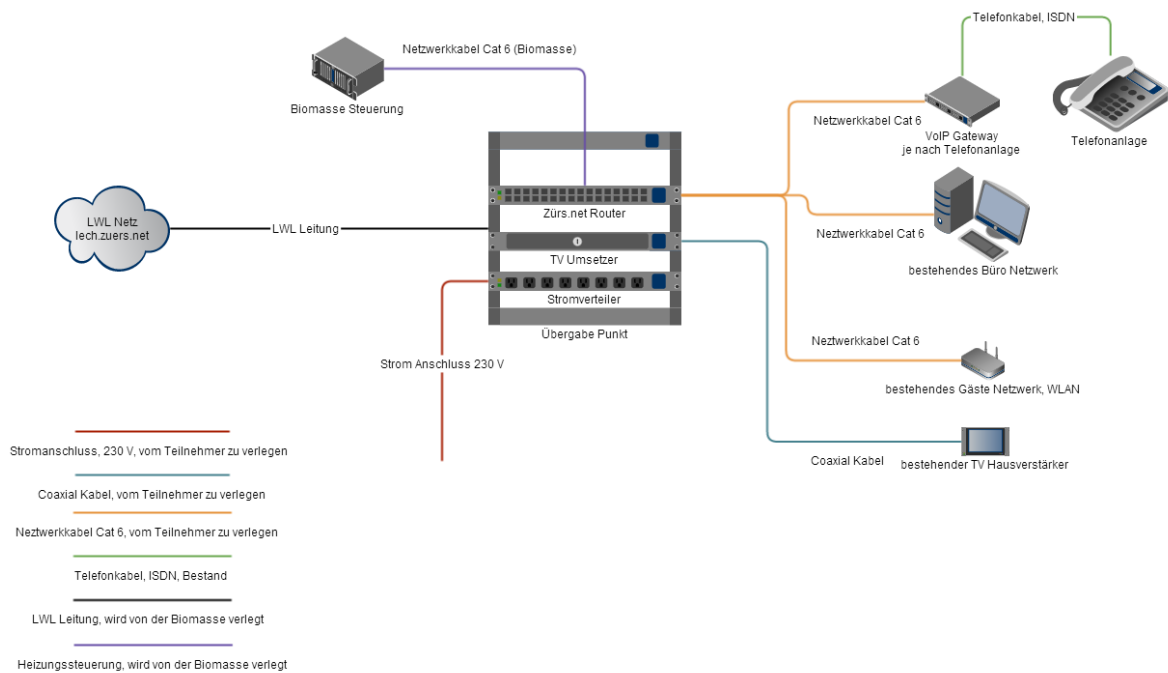 Telefonkabel, ISDN
Netzwerkkabel Cat 6 (Biomasse)
Biomasse Steuerung
Netzwerkkabel Cat 6
VoIP Gateway
je nach Telefonanlage
Telefonanlage
LWL Netz
lech.zuers.net
LWL Leitung
Zürs.net Router
TV Umsetzer
Stromverteiler
Übergabe Punkt
Neztwerkkabel Cat 6
bestehendes Büro Netzwerk
Strom Anschluss 230 V
Neztwerkkabel Cat 6
bestehendes Gäste Netzwerk, WLAN
Coaxial Kabel
bestehender TV Hausverstärker
Stromanschluss, 230 V, vom Teilnehmer zu verlegen
Coaxial Kabel, vom Teilnehmer zu verlegen
Neztwerkkabel Cat 6, vom Teilnehmer zu verlegen
Telefonkabel, ISDN, Bestand
LWL Leitung, wird von der Biomasse verlegt
Heizungssteuerung, wird von der Biomasse verlegt